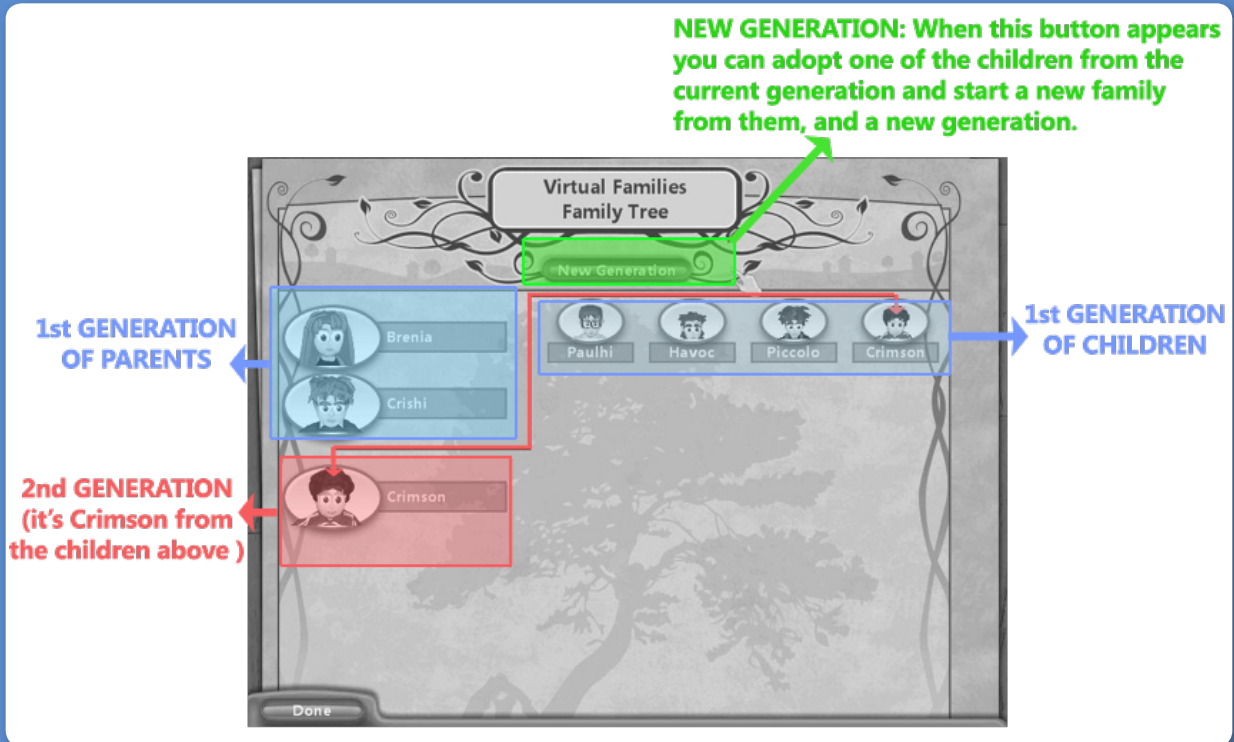 NEW GENERATION: When this button appears
you can adopt one of the children from the
current generation and start a new family
from them, and a new generation.
Virtual Families
Family Tree
New Generation
1st GENERATION
OF PARENTS
Brenia
Crishi
Paulhi
Havoc
Piccolo
Crimson
1st GENERATION
OF CHILDREN
2nd GENERATION
(it's Crimson from
the children above )
Crimson
Done